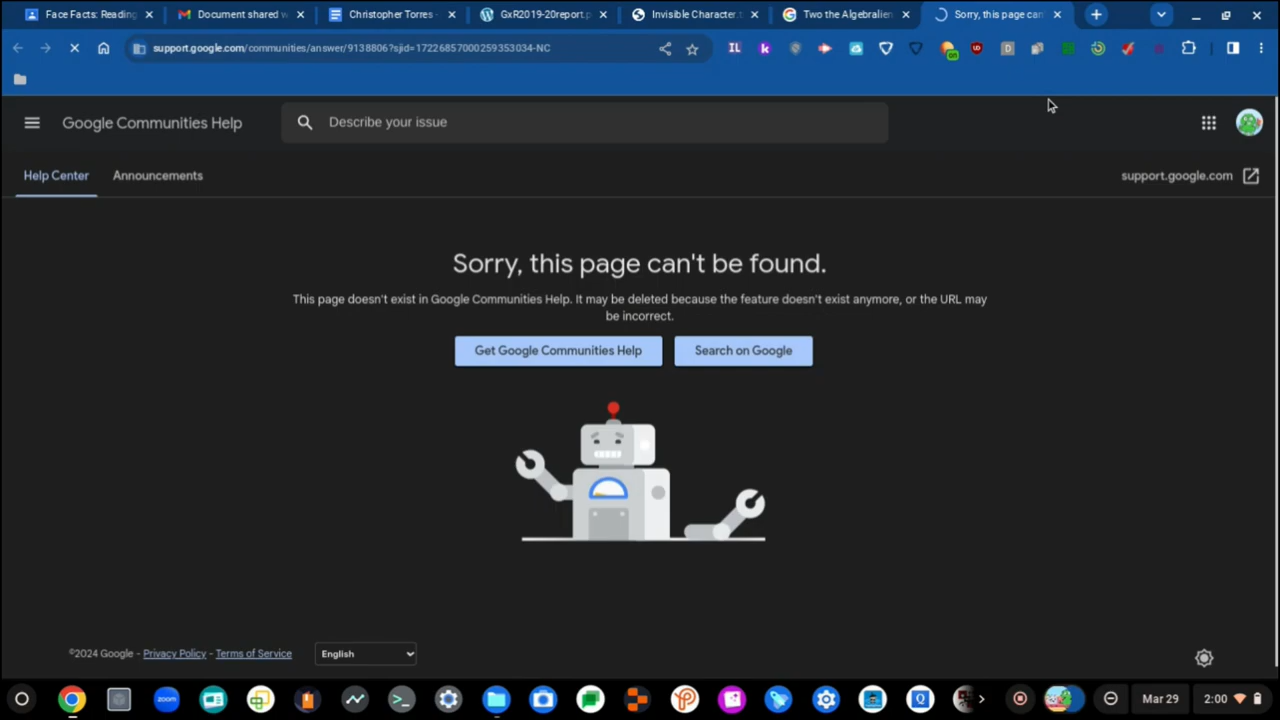 Face Facts: Reading
Document shared w
Christopher Torres -
GxR2019-20report.p
Invisible Character.
Two the Algebralien
Sorry, this page can'
support.google.com/communities/answer/9138806?sjid=17226857000259353034-NC
Google Communities Help
Describe your issue
Help Center
Announcements
support.google.com
Sorry, this page can't be found.
This page doesn't exist in Google Communities Help. It may be deleted because the feature doesn't exist anymore, or the URL may
be incorrect.
Get Google Communities Help
Search on Google
©2024 Google - Privacy Policy - Terms of Service
English
zoom
Mar 29
2:00